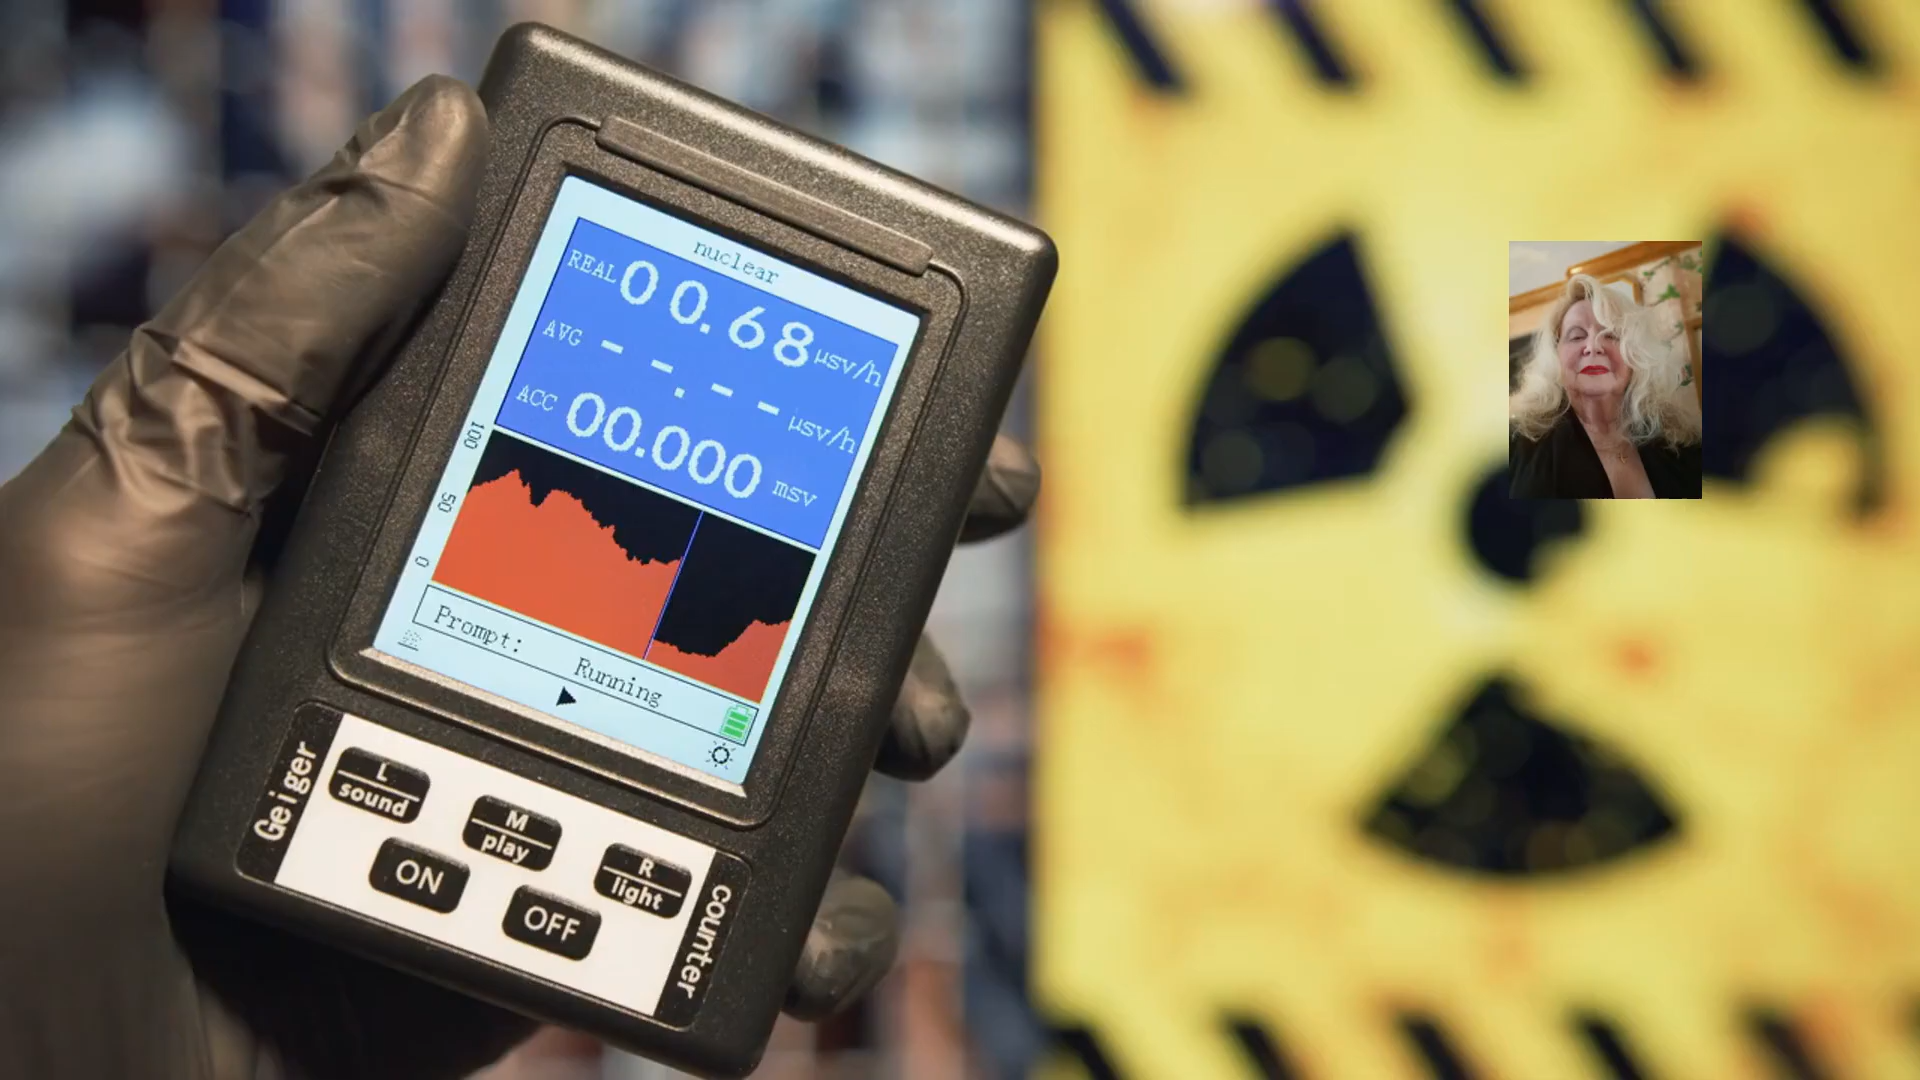 nuclear
REAL 00.68 µsv/h
AVG --.-- µsv/h
ACC 00.000 msv
100
50
0
Prompt:
Running
Geiger
L
sound
M
play
R
light
ON
OFF
counter